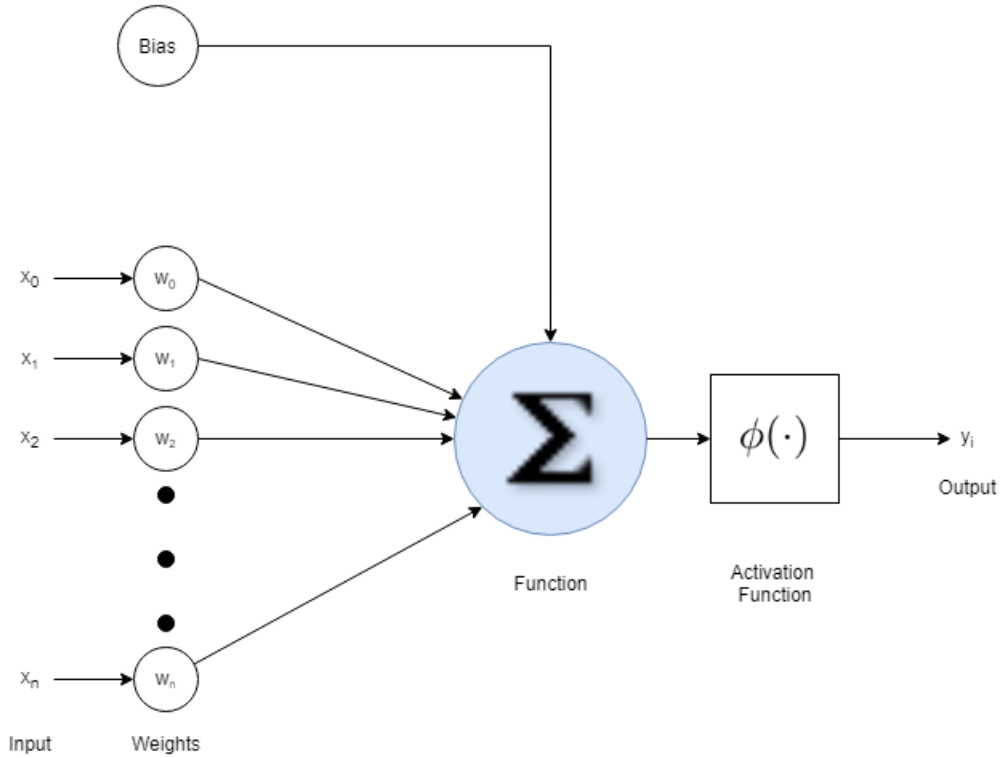 Bias
x₀
w₀
x₁
w₁
x₂
w₂
Σ
ϕ(·)
yᵢ
Output
Function
Activation
Function
xₙ
wₙ
Input
Weights